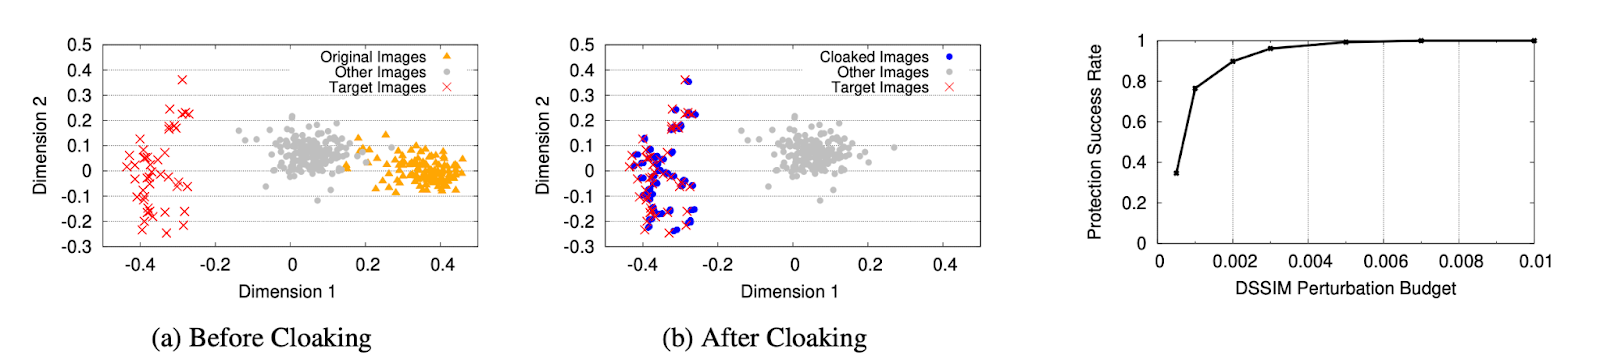 0.5
0.4
0.3
0.2
0.1
0
-0.1
-0.2
-0.3
Dimension 2
Original Images
Other Images
Target Images
-0.4 -0.2 0 0.2 0.4
Dimension 1
(a) Before Cloaking
0.5
0.4
0.3
0.2
0.1
0
-0.1
-0.2
-0.3
Dimension 2
Cloaked Images
Other Images
Target Images
-0.4 -0.2 0 0.2 0.4
Dimension 1
(b) After Cloaking
1
0.8
0.6
0.4
0.2
0
Protection Success Rate
0 0.002 0.004 0.006 0.008 0.01
DSSIM Perturbation Budget